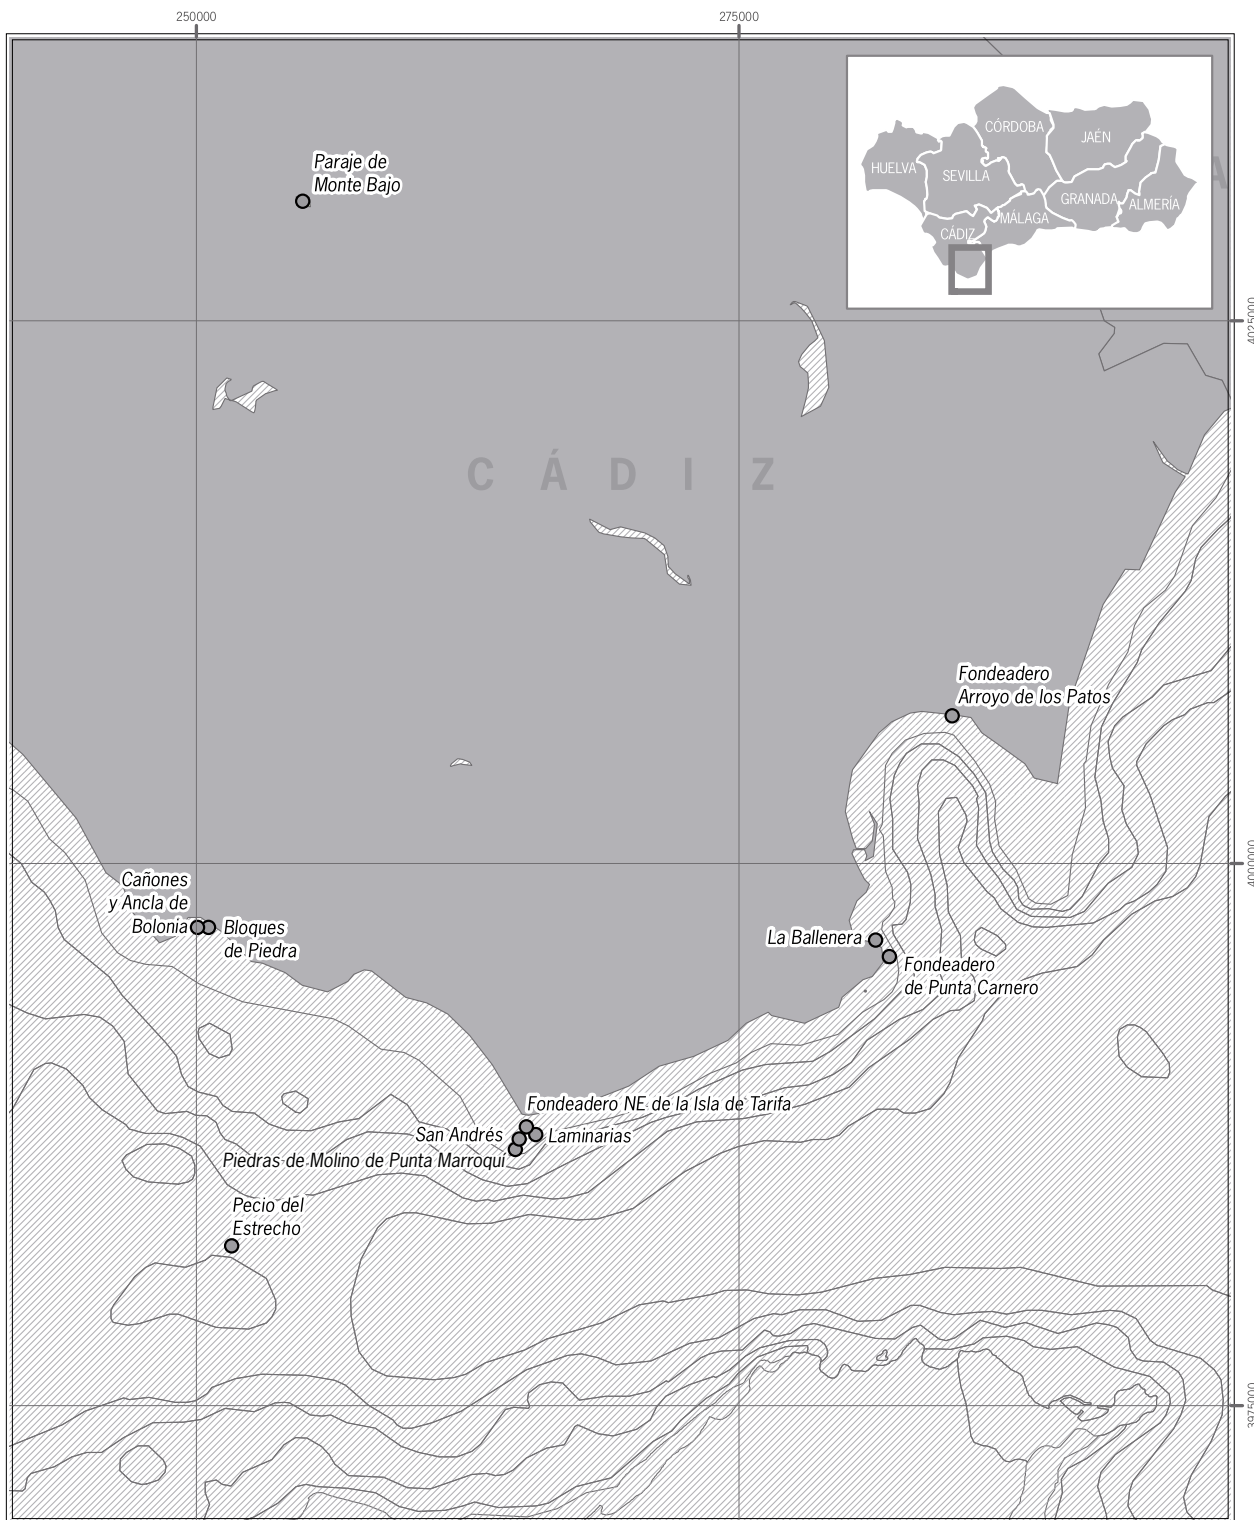 250000
275000
CÓRDOBA
JAÉN
HUELVA
SEVILLA
GRANADA
ALMERÍA
MÁLAGA
CÁDIZ
A
Paraje de
Monte Bajo
4025000
CÁDIZ
Fondeadero
Arroyo de los Patos
4000000
Cañones
y Ancla de
Bolonia
Bloques
de Piedra
La Ballenera
Fondeadero
de Punta Carnero
Fondeadero NE de la Isla de Tarifa
San Andrés
Laminarias
Piedras de Molino de Punta Marroquí
Pecio del
Estrecho
3975000